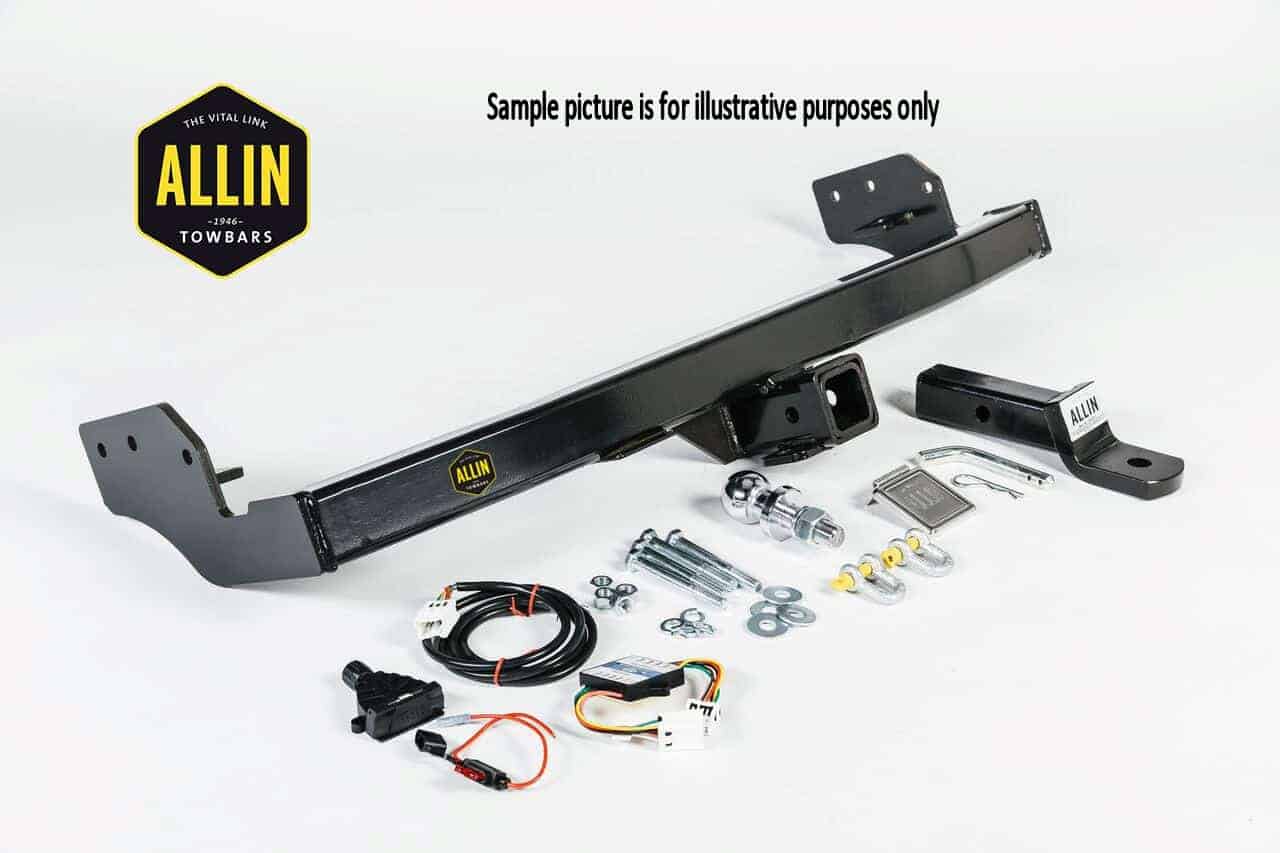 THE VITAL LINK
ALLIN
-1946-
TOWBARS
Sample picture is for illustrative purposes only
ALLIN
TOWBARS
ALLIN